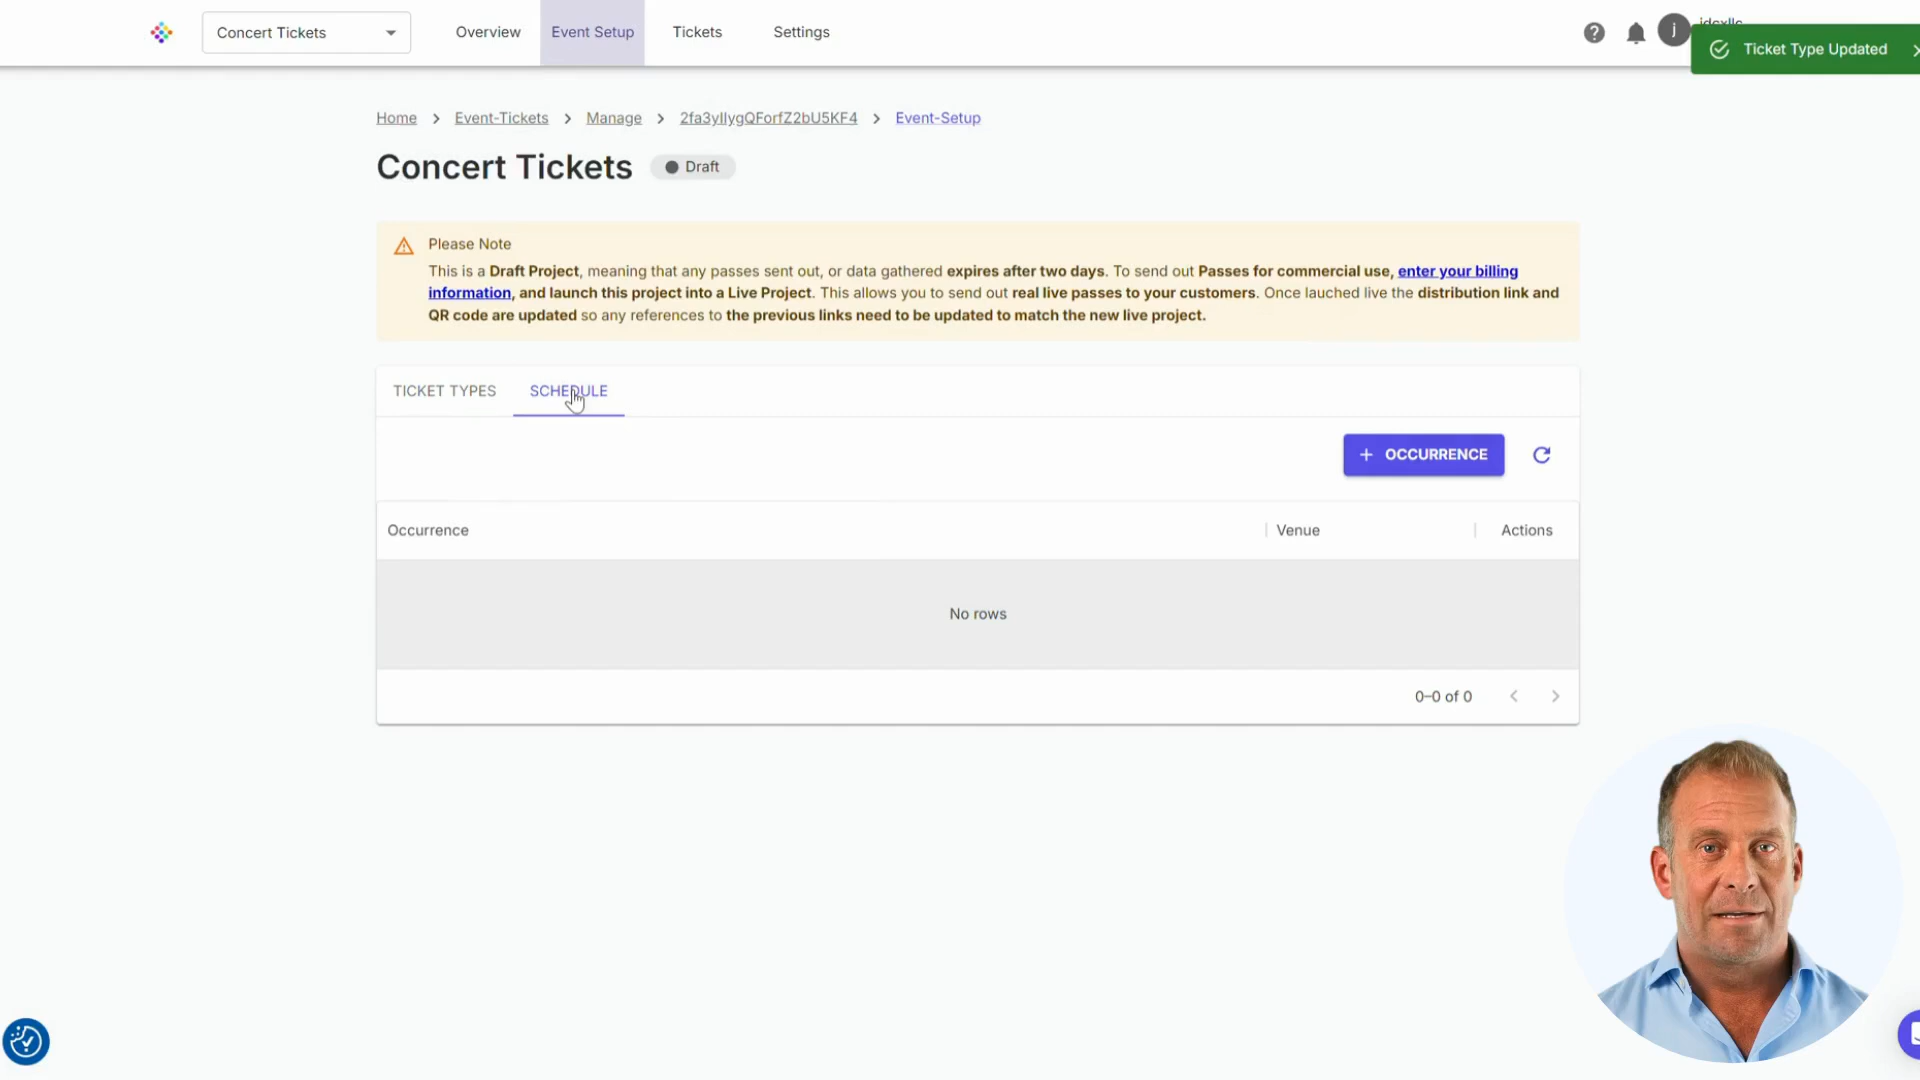 Concert Tickets
Overview
Event Setup
Tickets
Settings
?
j
Ticket Type Updated
Home > Event-Tickets > Manage > 2fa3yIlygQForfZ2bU5KF4 > Event-Setup
Concert Tickets
Draft
Please Note
This is a Draft Project, meaning that any passes sent out, or data gathered expires after two days. To send out Passes for commercial use, enter your billing
information, and launch this project into a Live Project. This allows you to send out real live passes to your customers. Once lauched live the distribution link and
QR code are updated so any references to the previous links need to be updated to match the new live project.
TICKET TYPES
SCHEDULE
+ OCCURRENCE
Occurrence
Venue
Actions
No rows
0–0 of 0